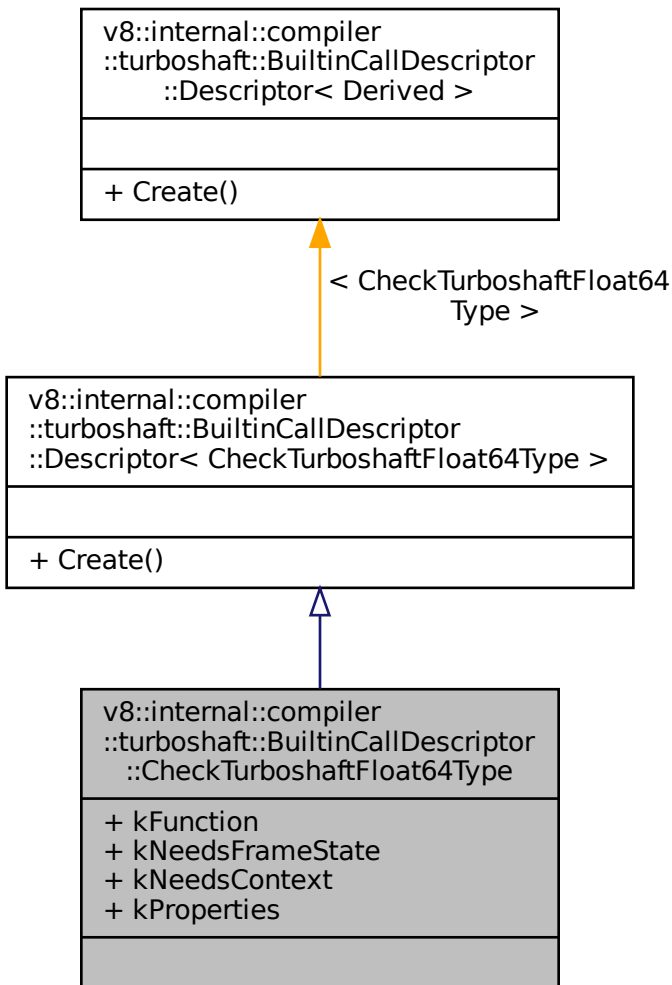 v8::internal::compiler
::turboshaft::BuiltinCallDescriptor
::Descriptor< Derived >
+ Create()
< CheckTurboshaftFloat64
Type >
v8::internal::compiler
::turboshaft::BuiltinCallDescriptor
::Descriptor< CheckTurboshaftFloat64Type >
+ Create()
v8::internal::compiler
::turboshaft::BuiltinCallDescriptor
::CheckTurboshaftFloat64Type
+ kFunction
+ kNeedsFrameState
+ kNeedsContext
+ kProperties